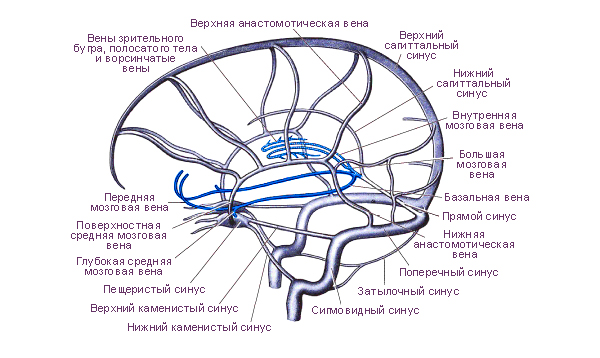 Верхняя анастомотическая вена
Вены зрительного
бугра, полосатого тела
и ворсинчатые
вены
Верхний
сагиттальный
синус
Нижний
сагиттальный
синус
Внутренняя
мозговая вена
Большая
мозговая
вена
Базальная вена
Прямой синус
Нижняя
анастомотическая
вена
Поперечный синус
Затылочный синус
Сигмовидный синус
Передняя
мозговая вена
Поверхностная
средняя мозговая
вена
Глубокая средняя
мозговая вена
Пещеристый синус
Верхний каменистый синус
Нижний каменистый синус